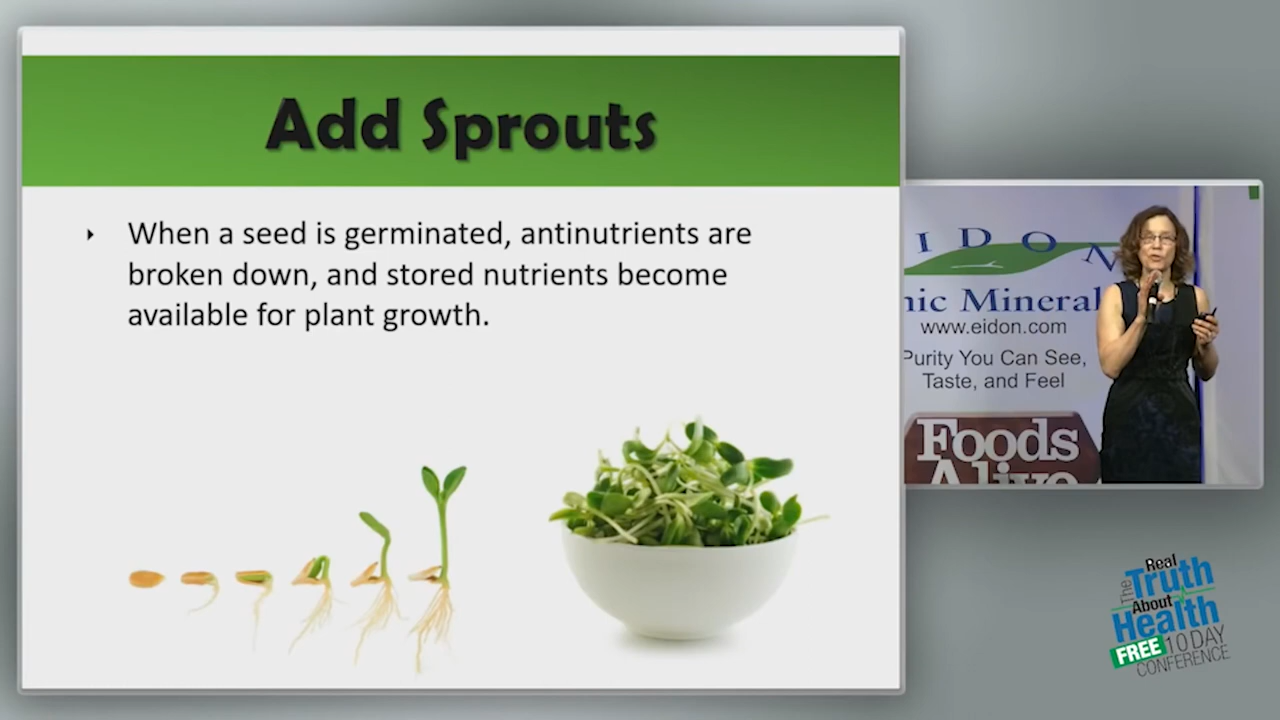 Add Sprouts
When a seed is germinated, antinutrients are
broken down, and stored nutrients become
available for plant growth.
EIDON
nic Mineral
www.eidon.com
Purity You Can See,
Taste, and Feel
Foods
Alive
The Real
Truth
About
Health
FREE 10 DAY
CONFERENCE